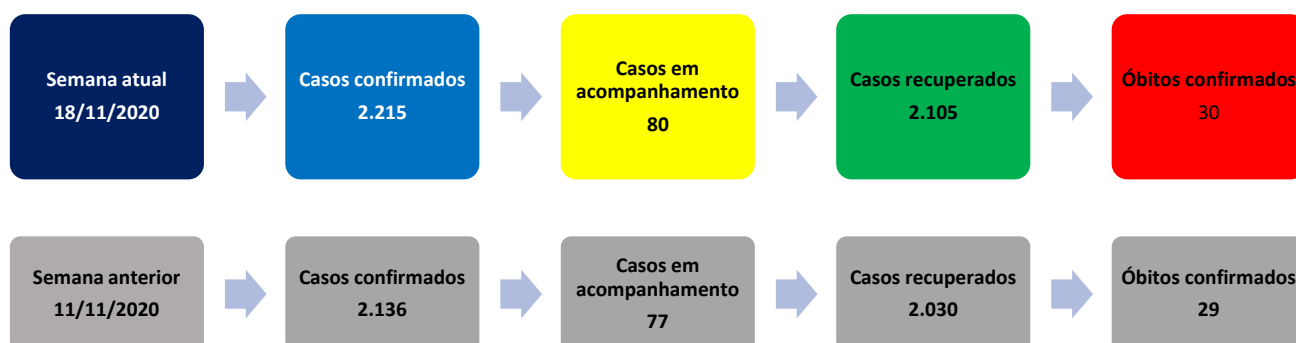 Semana atual
18/11/2020
Casos confirmados
2.215
Casos em
acompanhamento
80
Casos recuperados
2.105
Óbitos confirmados
30
Semana anterior
11/11/2020
Casos confirmados
2.136
Casos em
acompanhamento
77
Casos recuperados
2.030
Óbitos confirmados
29